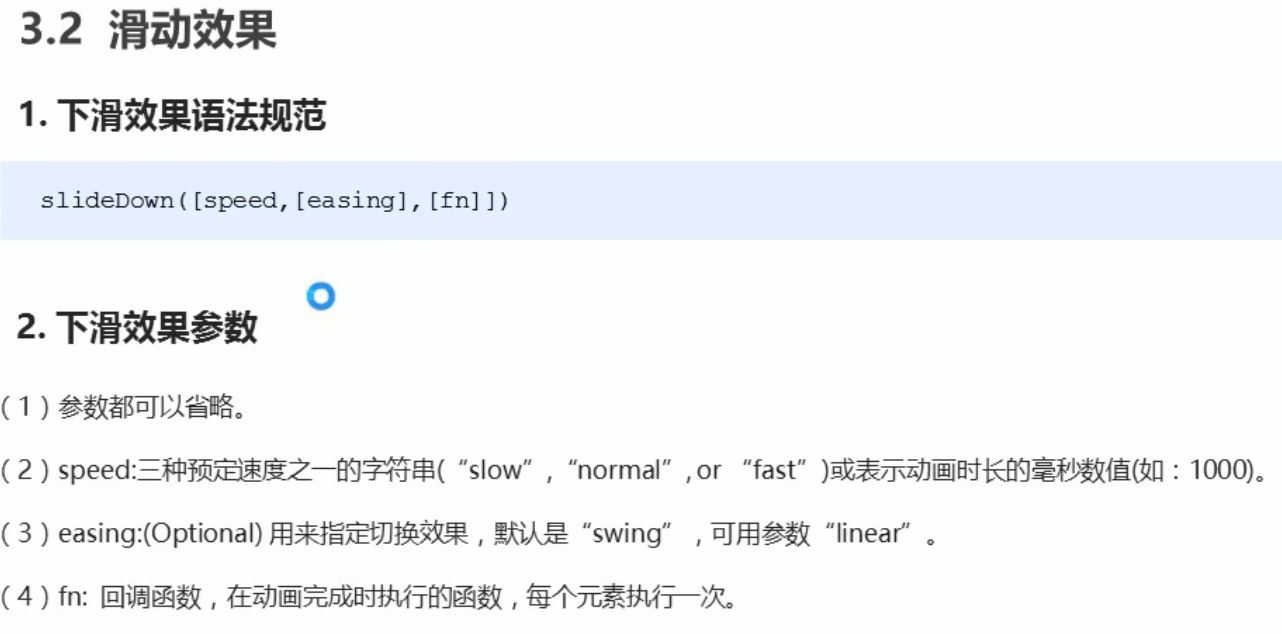 3.2 滑动效果
1. 下滑效果语法规范
slideDown([speed,[easing],[fn]])
2. 下滑效果参数
（1）参数都可以省略。
（2）speed:三种预定速度之一的字符串(“slow”,“normal”,or “fast”)或表示动画时长的毫秒数值(如：1000)。
（3）easing:(Optional) 用来指定切换效果，默认是“swing”，可用参数“linear”。
（4）fn: 回调函数，在动画完成时执行的函数，每个元素执行一次。